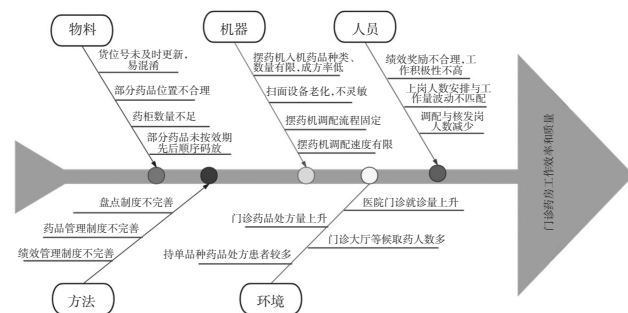 物料
机器
人员
货位号未及时更新,
易混淆
部分药品位置不合理
药柜数量不足
部分药品未按效期
先后顺序码放
摆药机入机药品种类、
数量有限,成方率低
扫面设备老化,不灵敏
摆药机调配流程固定
摆药机调配速度有限
绩效奖励不合理,工
作积极性不高
上岗人数安排与工
作量波动不匹配
调配与核发岗
人数减少
门诊药房工作效率和质量
盘点制度不完善
药品管理制度不完善
绩效管理制度不完善
医院门诊就诊量上升
门诊药品处方量上升
门诊大厅等候取药人数多
持单品种药品处方患者较多
方法
环境